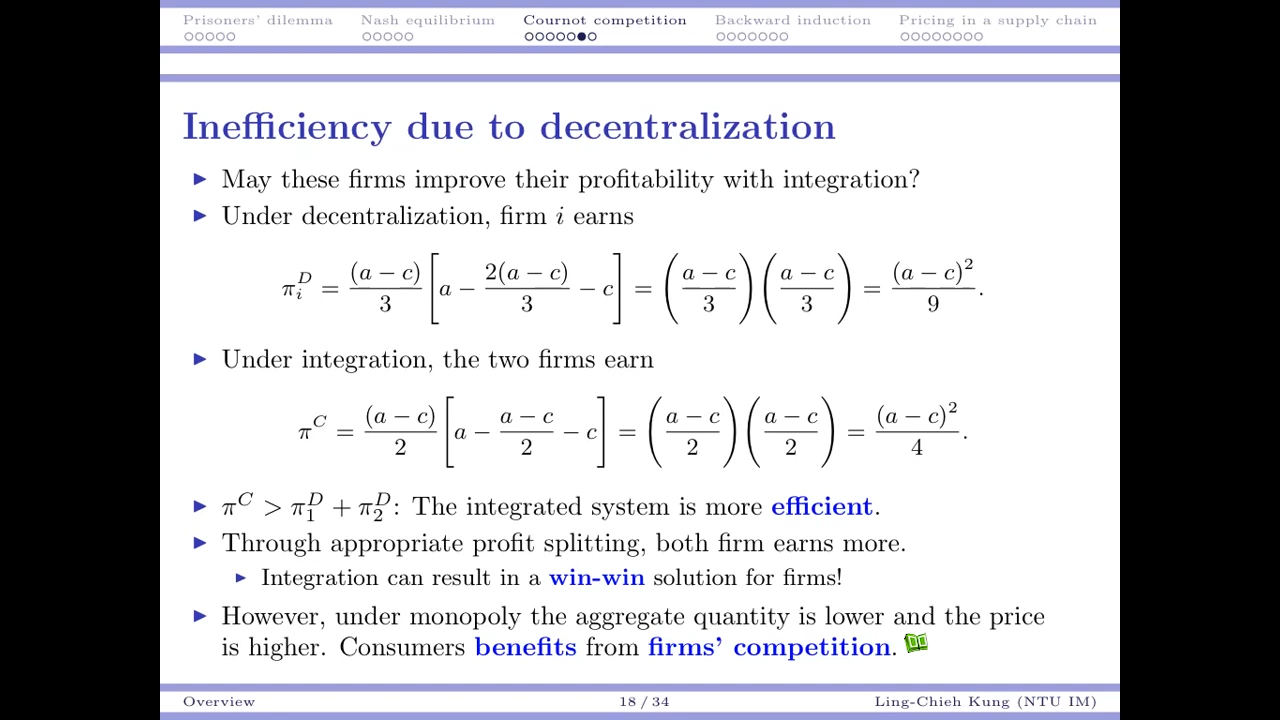 Prisoners' dilemma Nash equilibrium Cournot competition Backward induction Pricing in a supply chain
Inefficiency due to decentralization
▶ May these firms improve their profitability with integration?
▶ Under decentralization, firm i earns
π_i^D = (a − c)/3 [a − 2(a − c)/3 − c] = ((a − c)/3)((a − c)/3) = (a − c)²/9.
▶ Under integration, the two firms earn
π^C = (a − c)/2 [a − (a − c)/2 − c] = ((a − c)/2)((a − c)/2) = (a − c)²/4.
▶ π^C > π_1^D + π_2^D: The integrated system is more efficient.
▶ Through appropriate profit splitting, both firm earns more.
▶ Integration can result in a win-win solution for firms!
▶ However, under monopoly the aggregate quantity is lower and the price
is higher. Consumers benefits from firms' competition.
Overview 18 / 34 Ling-Chieh Kung (NTU IM)